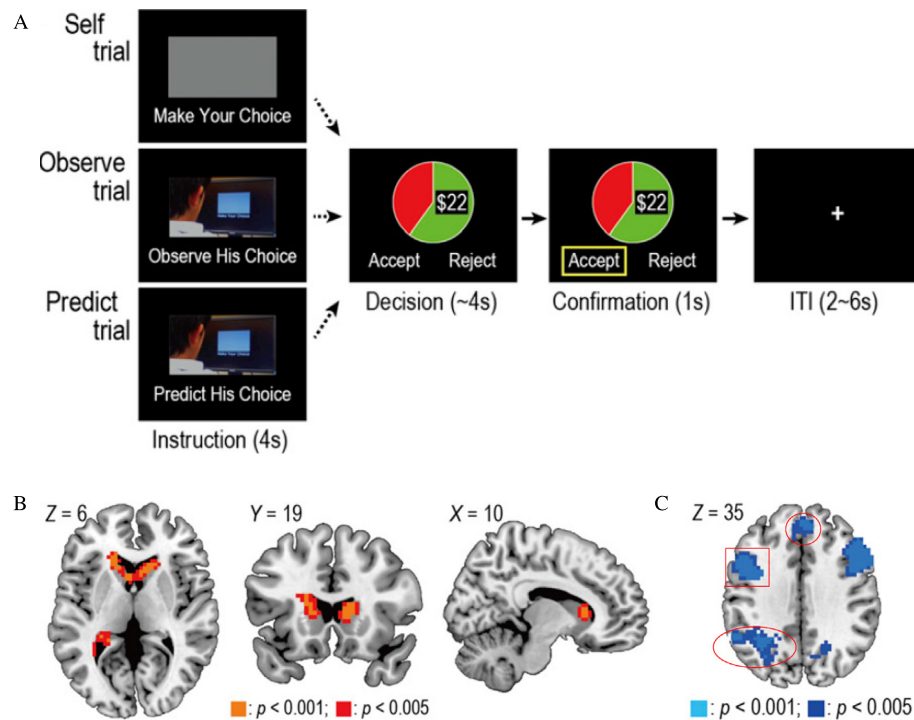 A
Self
trial
Make Your Choice
Observe
trial
Observe His Choice
Predict
trial
Predict His Choice
Instruction (4s)
$22
Accept Reject
Decision (~4s)
$22
Accept Reject
Confirmation (1s)
+
ITI (2~6s)
B
Z = 6
Y = 19
X = 10
: p < 0.001; : p < 0.005
C
Z = 35
: p < 0.001; : p < 0.005